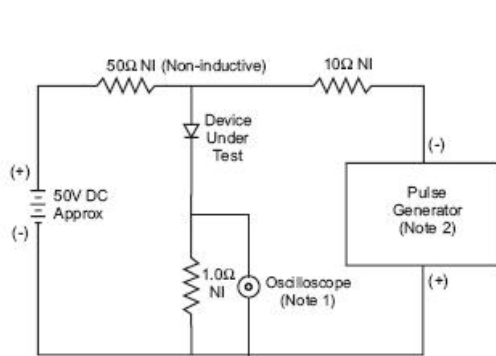 50Ω NI (Non-inductive)
10Ω NI
Device
Under
Test
(+)
50V DC
Approx
(-)
1.0Ω
NI
Oscilloscope
(Note 1)
(-)
Pulse
Generator
(Note 2)
(+)